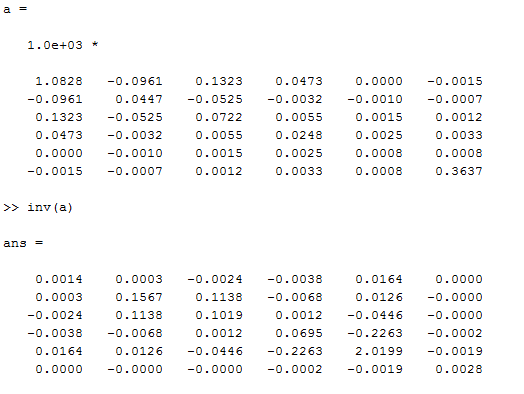 a =
1.0e+03 *
1.0828 -0.0961 0.1323 0.0473 0.0000 -0.0015
-0.0961 0.0447 -0.0525 -0.0032 -0.0010 -0.0007
0.1323 -0.0525 0.0722 0.0055 0.0015 0.0012
0.0473 -0.0032 0.0055 0.0248 0.0025 0.0033
0.0000 -0.0010 0.0015 0.0025 0.0008 0.0008
-0.0015 -0.0007 0.0012 0.0033 0.0008 0.3637
>> inv(a)
ans =
0.0014 0.0003 -0.0024 -0.0038 0.0164 0.0000
0.0003 0.1567 0.1138 -0.0068 0.0126 -0.0000
-0.0024 0.1138 0.1019 0.0012 -0.0446 -0.0000
-0.0038 -0.0068 0.0012 0.0695 -0.2263 -0.0002
0.0164 0.0126 -0.0446 -0.2263 2.0199 -0.0019
0.0000 -0.0000 -0.0000 -0.0002 -0.0019 0.0028